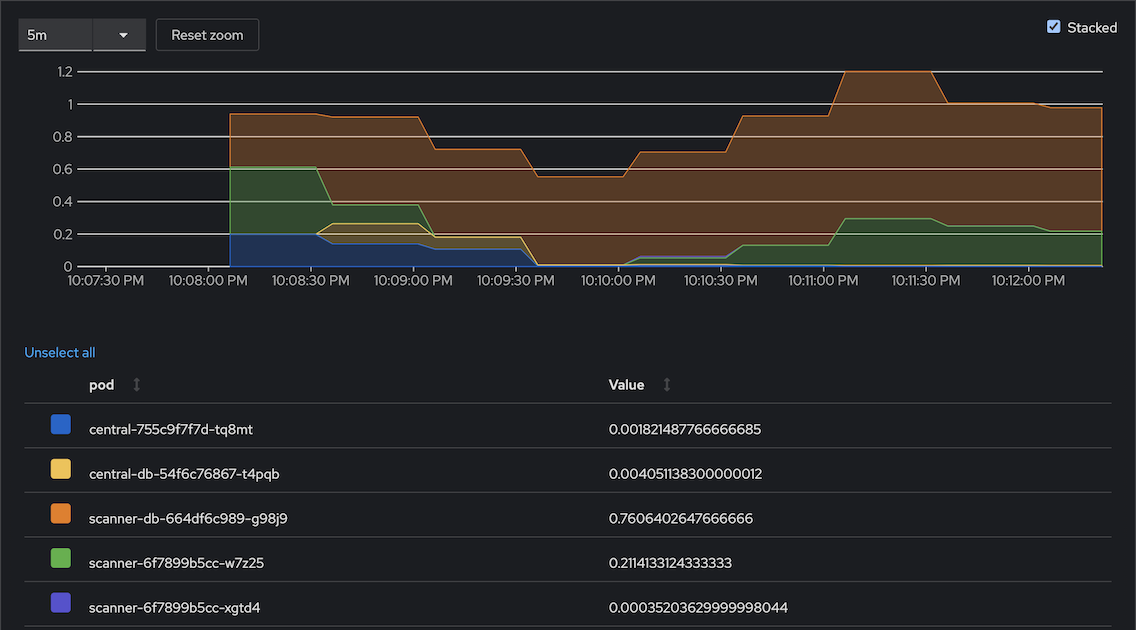 5m
Reset zoom
Stacked
1.2
1
0.8
0.6
0.4
0.2
0
10:07:30 PM 10:08:00 PM 10:08:30 PM 10:09:00 PM 10:09:30 PM 10:10:00 PM 10:10:30 PM 10:11:00 PM 10:11:30 PM 10:12:00 PM
Unselect all
pod Value
central-755c9f7f7d-tq8mt 0.001821487766666685
central-db-54f6c76867-t4pqb 0.004051138300000012
scanner-db-664df6c989-g98j9 0.7606402647666666
scanner-6f7899b5cc-w7z25 0.2114133124333333
scanner-6f7899b5cc-xgtd4 0.00035203629999998044